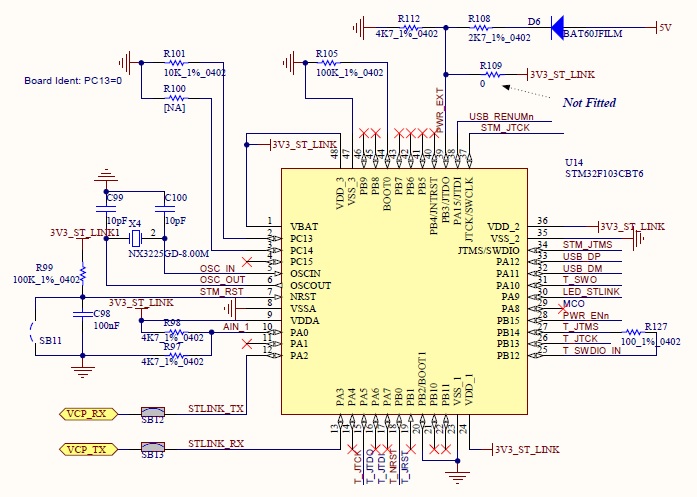 R112
4K7_1%_0402
R108
2K7_1%_0402
D6
BAT60JFILM
5V
R101
10K_1%_0402
R105
100K_1%_0402
R109
0
3V3_ST_LINK
Board Ident: PC13=0
R100
[NA]
PWR_EXT
Not Fitted
USB_RENUMn
STM_JTCK
3V3_ST_LINK
48
47
46
45
44
43
42
41
40
39
38
37
U14
STM32F103CBT6
VDD_3
VSS_3
PB9
PB8
BOOT0
PB7
PB6
PB5
PB4/JNTRST
PB3/JTDO
PA15/JTDI
JTCK/SWCLK
C99
10pF
C100
10pF
X4
1
2
NX3225GD-8.00M
3V3_ST_LINK1
R99
100K_1%_0402
OSC_IN
OSC_OUT
STM_RST
3V3_ST_LINK
C98
100nF
SB11
R98
4K7_1%_0402
R97
4K7_1%_0402
AIN_1
1 VBAT
2 PC13
3 PC14
4 PC15
5 OSCIN
6 OSCOUT
7 NRST
8 VSSA
9 VDDA
10 PA0
11 PA1
12 PA2
VDD_2 36 3V3_ST_LINK
VSS_2 35
JTMS/SWDIO 34 STM_JTMS
PA12 33 USB_DP
PA11 32 USB_DM
PA10 31 T_SWO
PA9 30 LED_STLINK
PA8 29 MCO
PB15 28 PWR_ENn
PB14 27 T_JTMS
PB13 26 T_JTCK
PB12 25 T_SWDIO_IN
R127
100_1%_0402
PA3
PA4
PA5
PA6
PA7
PB0
PB1
PB2/BOOT1
PB10
PB11
VSS_1
VDD_1
13
14
15
16
17
18
19
20
21
22
23
24
VCP_RX
SB12
STLINK_TX
VCP_TX
SB13
STLINK_RX
T_JTCK
T_JTDO
T_JTDI
T_NRST
T_JRST
3V3_ST_LINK